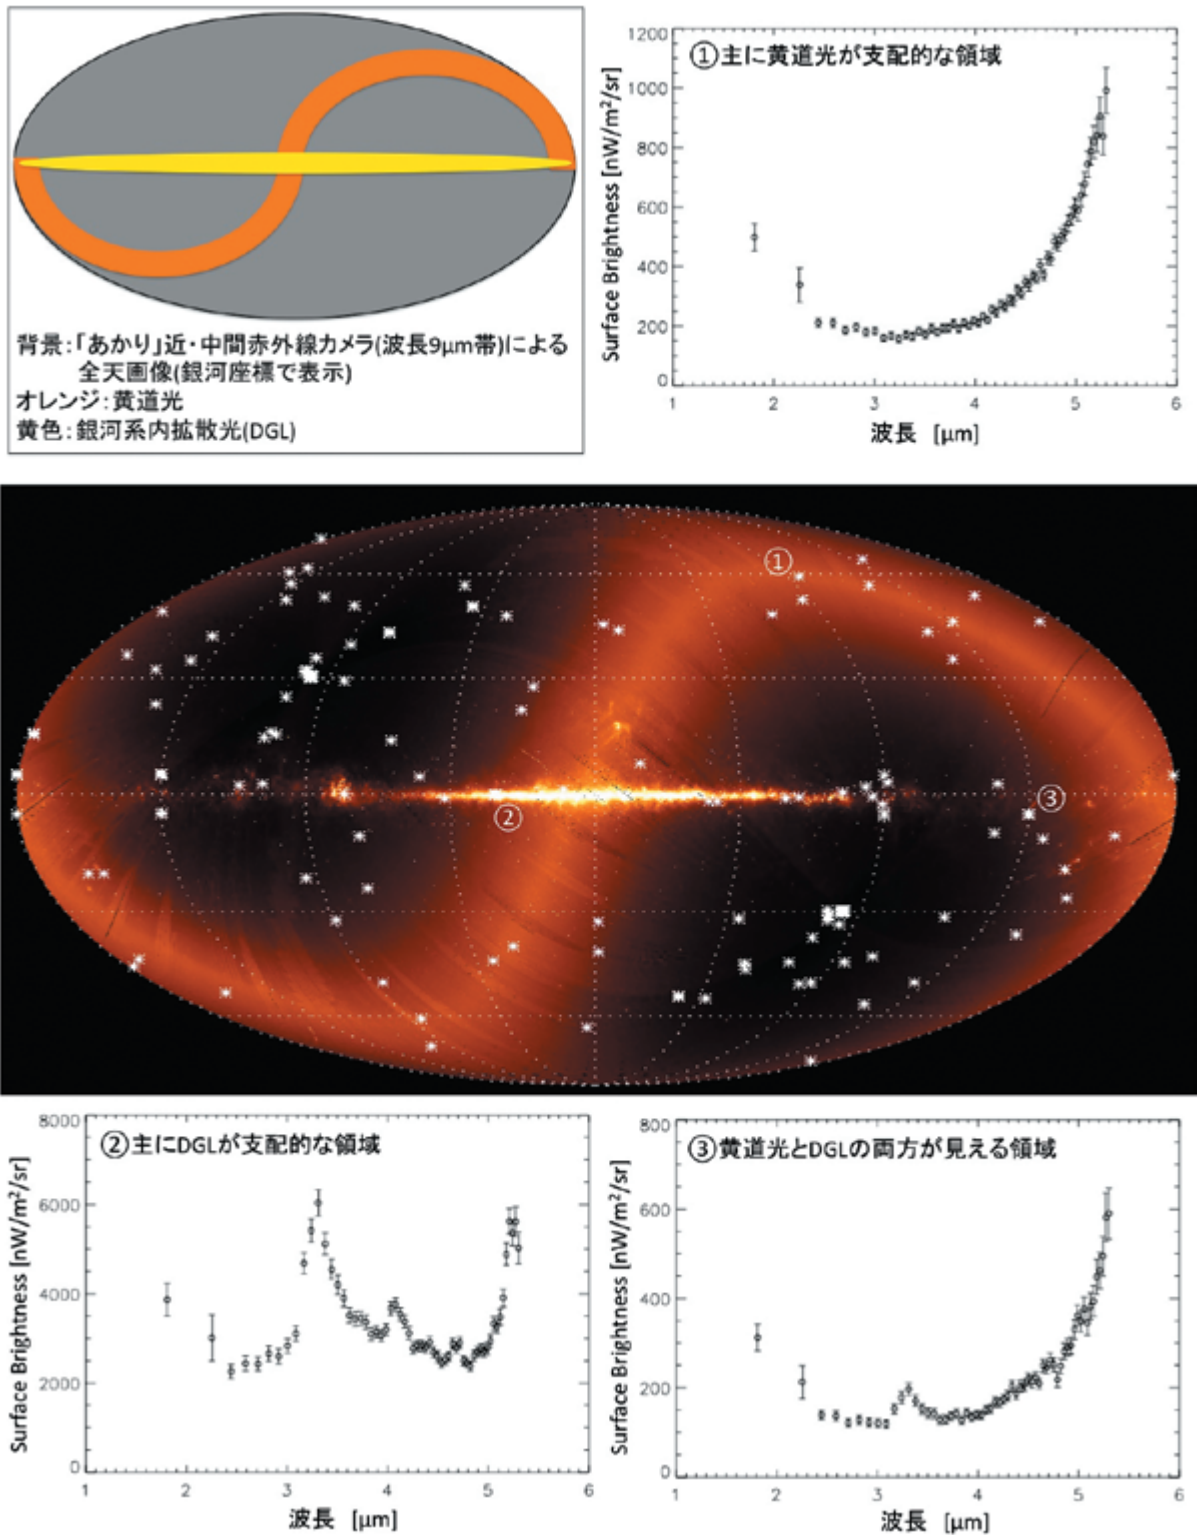 背景:「あかり」近・中間赤外線カメラ(波長9μm帯)による
全天画像(銀河座標で表示)
オレンジ:黄道光
黄色:銀河系内拡散光(DGL)
①主に黄道光が支配的な領域
Surface Brightness [nW/m²/sr]
1200
1000
800
600
400
200
0
1 2 3 4 5 6
波長 [μm]
①
②
③
②主にDGLが支配的な領域
Surface Brightness [nW/m²/sr]
8000
6000
4000
2000
0
1 2 3 4 5 6
波長 [μm]
③黄道光とDGLの両方が見える領域
Surface Brightness [nW/m²/sr]
800
600
400
200
0
1 2 3 4 5 6
波長 [μm]